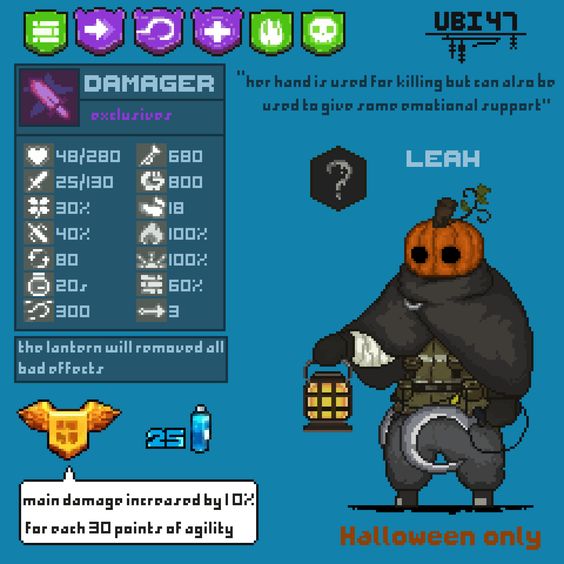 UBI47
DAMAGER
exclusives
"her hand is used for killing but can also be
used to give some emotional support"
?
LEAH
48/280 680
25/130 800
30% 18
40% 100%
80 100%
20s 60%
300 3
the lantern will removed all
bad effects
25
main damage increased by 10%
for each 30 points of agility
Halloween only